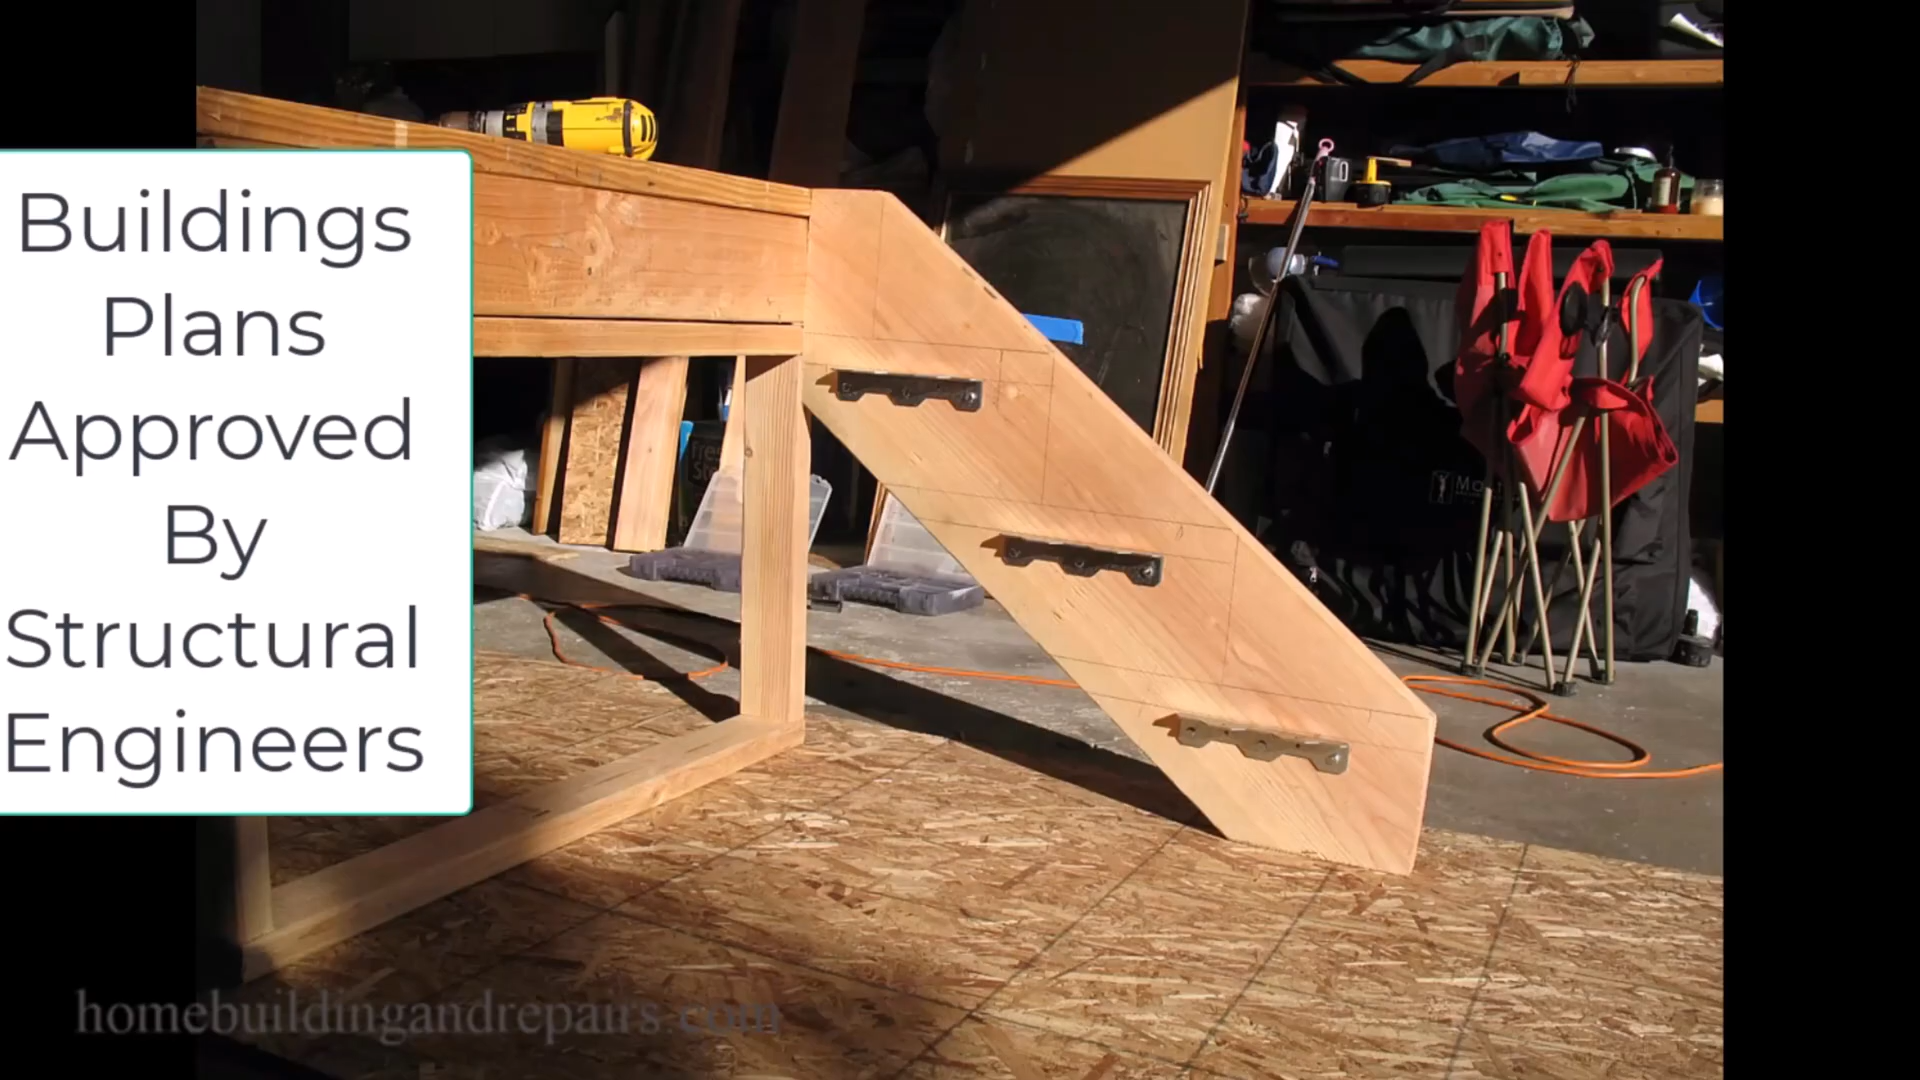 Buildings
Plans
Approved
By
Structural
Engineers
homebuildingandrepairs.com